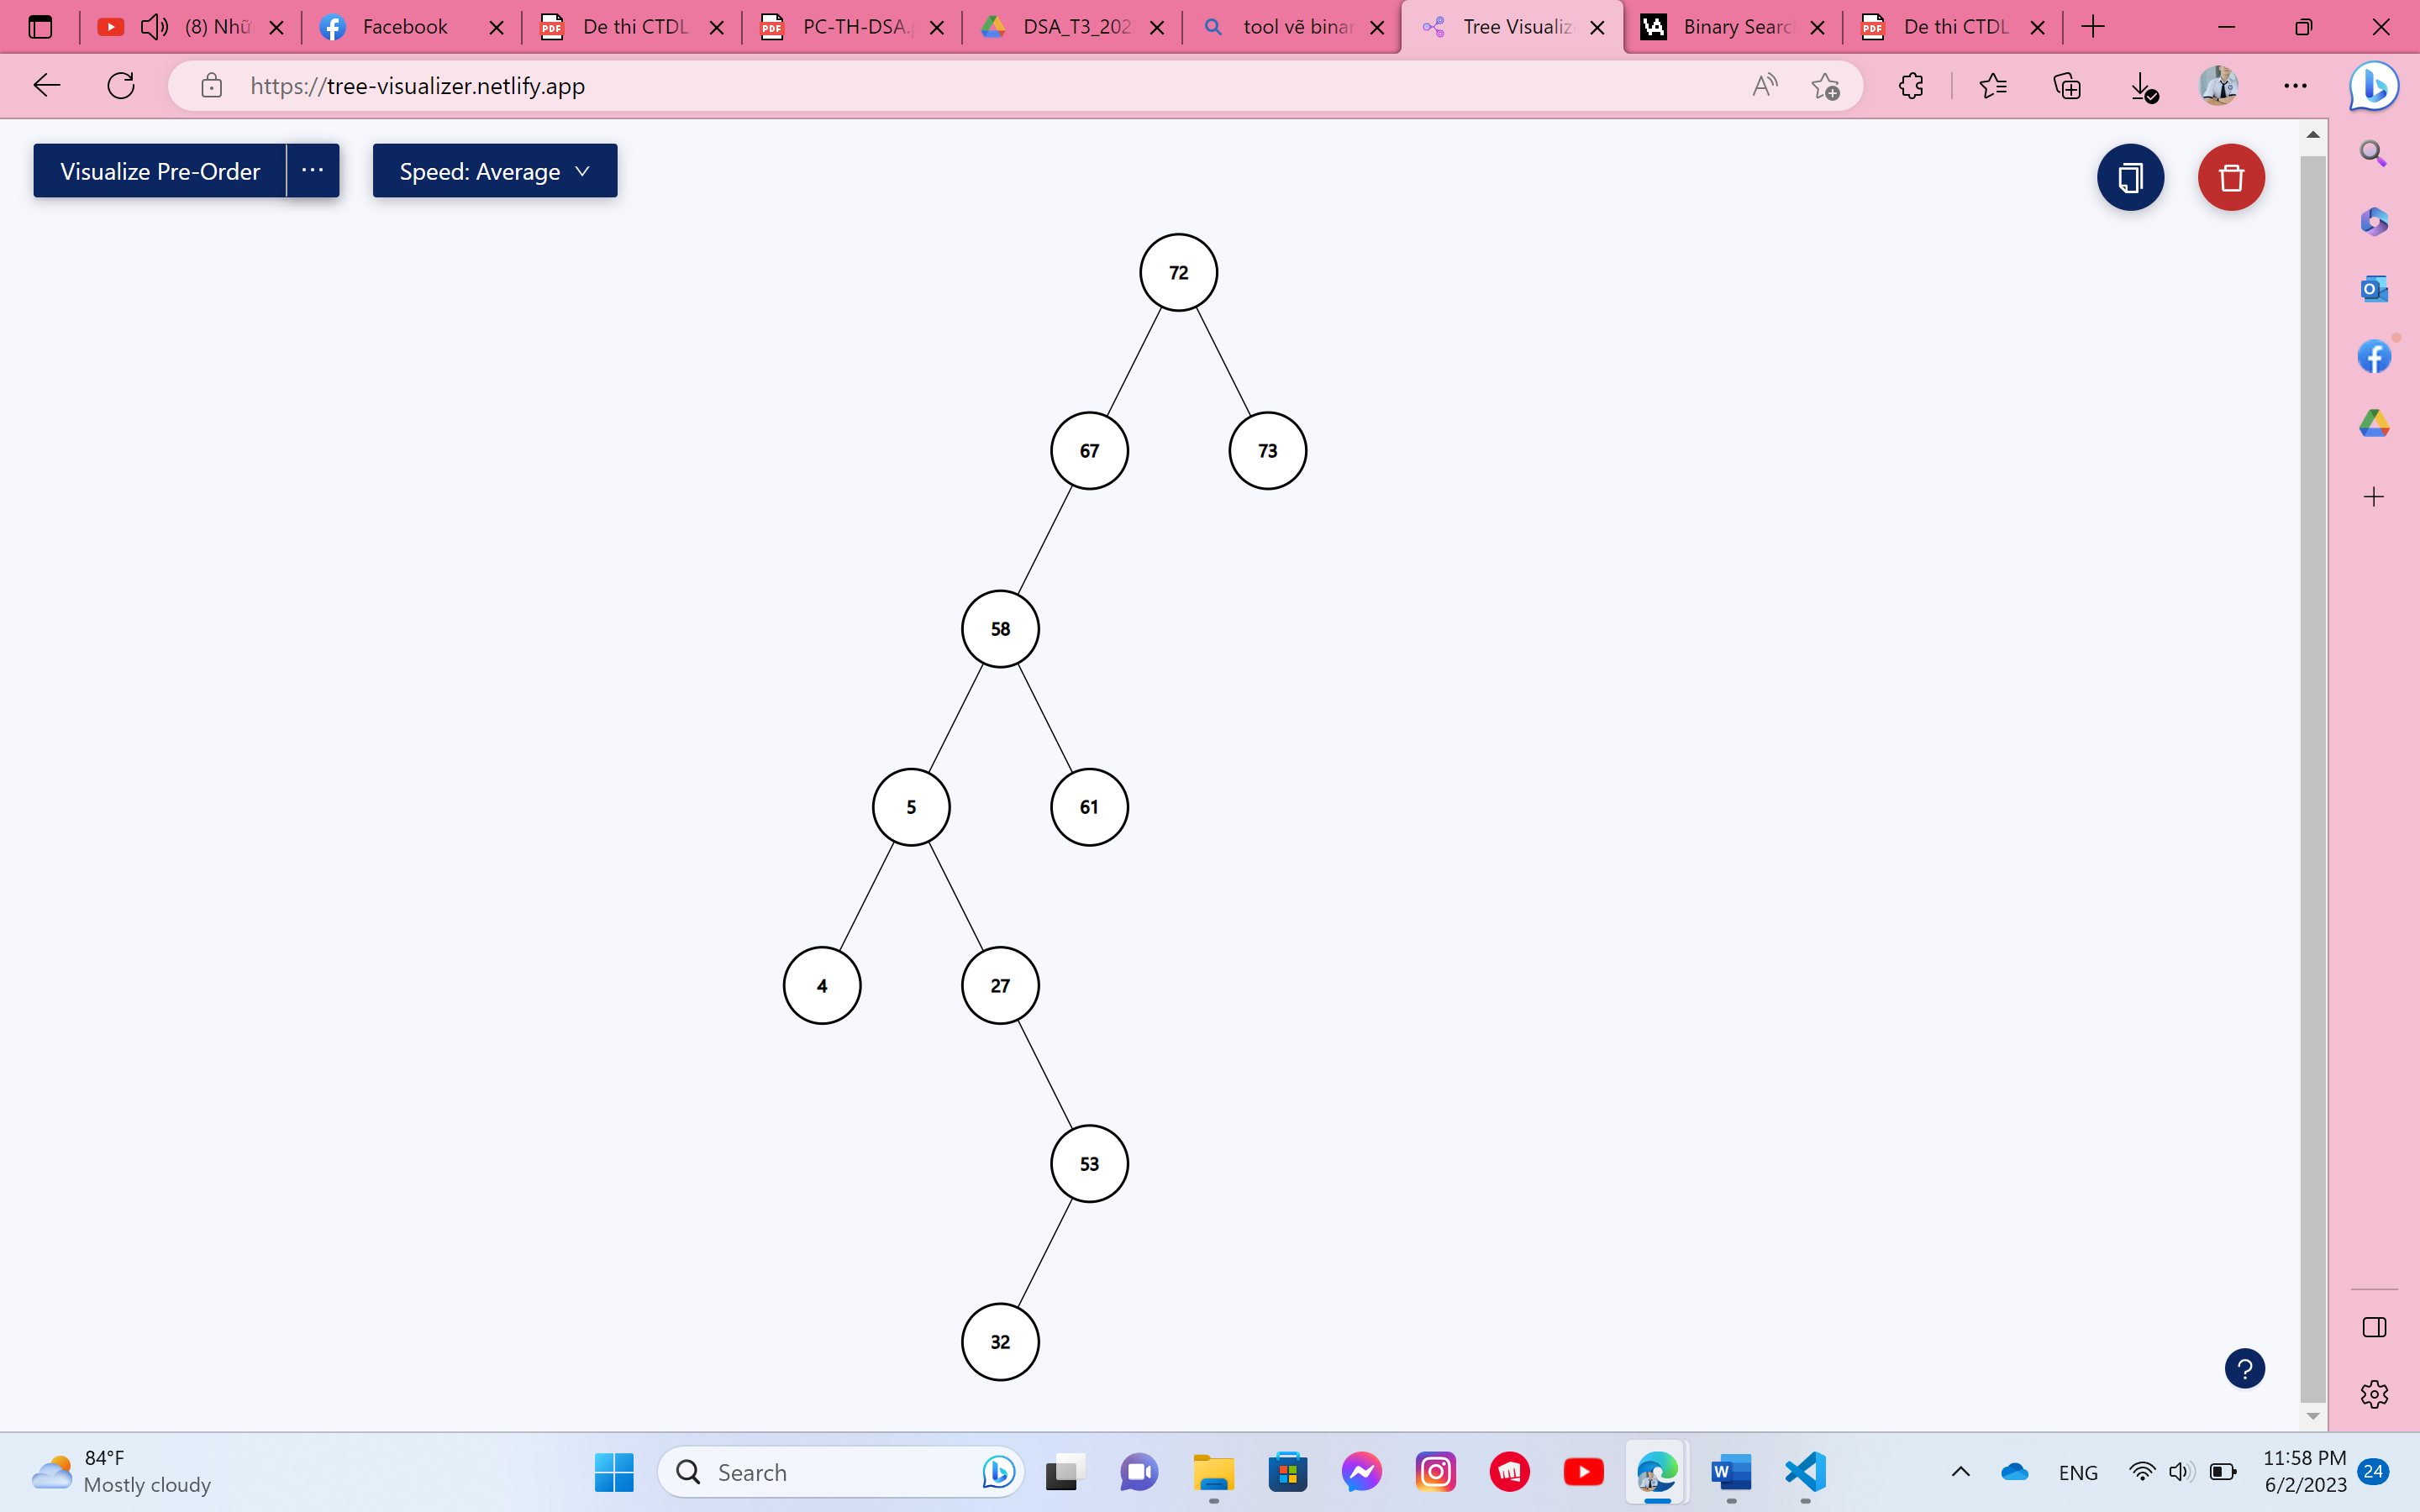 (8) Nhữ
Facebook
De thi CTDL
PC-TH-DSA.p
DSA_T3_202
tool vẽ binar
Tree Visualiz
Binary Searc
De thi CTDL
https://tree-visualizer.netlify.app
Visualize Pre-Order
Speed: Average
72
67
73
58
5
61
4
27
53
32
?
84°F
Mostly cloudy
Search
ENG
11:58 PM
6/2/2023
24